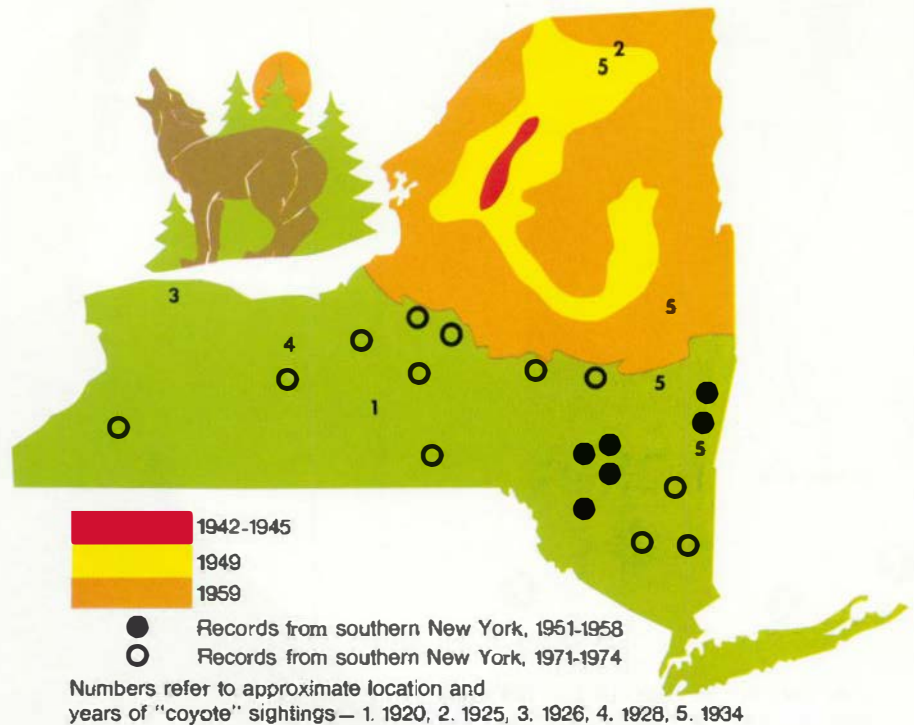 2
5
3
5
4
5
1
5
1942-1945
1949
1959
Records from southern New York, 1951-1958
Records from southern New York, 1971-1974
Numbers refer to approximate location and
years of "coyote" sightings — 1. 1920, 2. 1925, 3. 1926, 4. 1928, 5. 1934